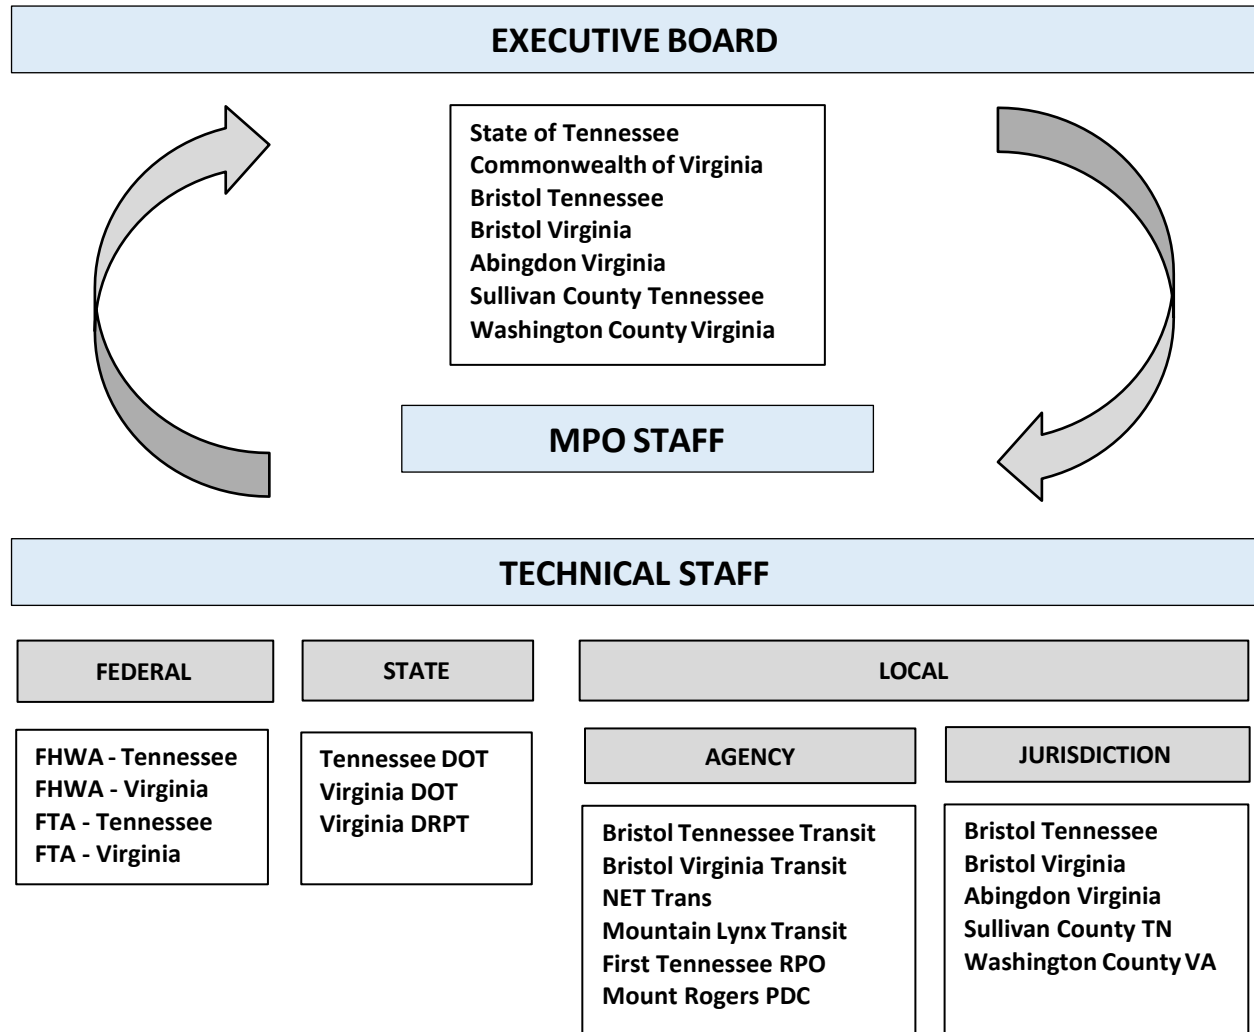 EXECUTIVE BOARD
State of Tennessee
Commonwealth of Virginia
Bristol Tennessee
Bristol Virginia
Abingdon Virginia
Sullivan County Tennessee
Washington County Virginia
MPO STAFF
TECHNICAL STAFF
FEDERAL
FHWA - Tennessee
FHWA - Virginia
FTA - Tennessee
FTA - Virginia
STATE
Tennessee DOT
Virginia DOT
Virginia DRPT
LOCAL
AGENCY
Bristol Tennessee Transit
Bristol Virginia Transit
NET Trans
Mountain Lynx Transit
First Tennessee RPO
Mount Rogers PDC
JURISDICTION
Bristol Tennessee
Bristol Virginia
Abingdon Virginia
Sullivan County TN
Washington County VA